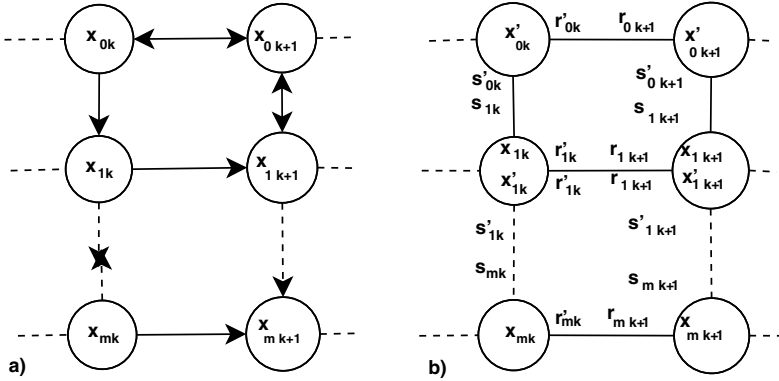 x0k
x0 k+1
x1k
x1 k+1
xmk
xm k+1
a)
x'0k
r'0k
r0 k+1
x'0 k+1
s'0k
s1k
s'0 k+1
s1 k+1
x1k
x'1k
r'1k
r1 k+1
r'1k
r1 k+1
x1 k+1
x'1 k+1
s'1k
smk
s'1 k+1
sm k+1
xmk
r'mk
rm k+1
xm k+1
b)